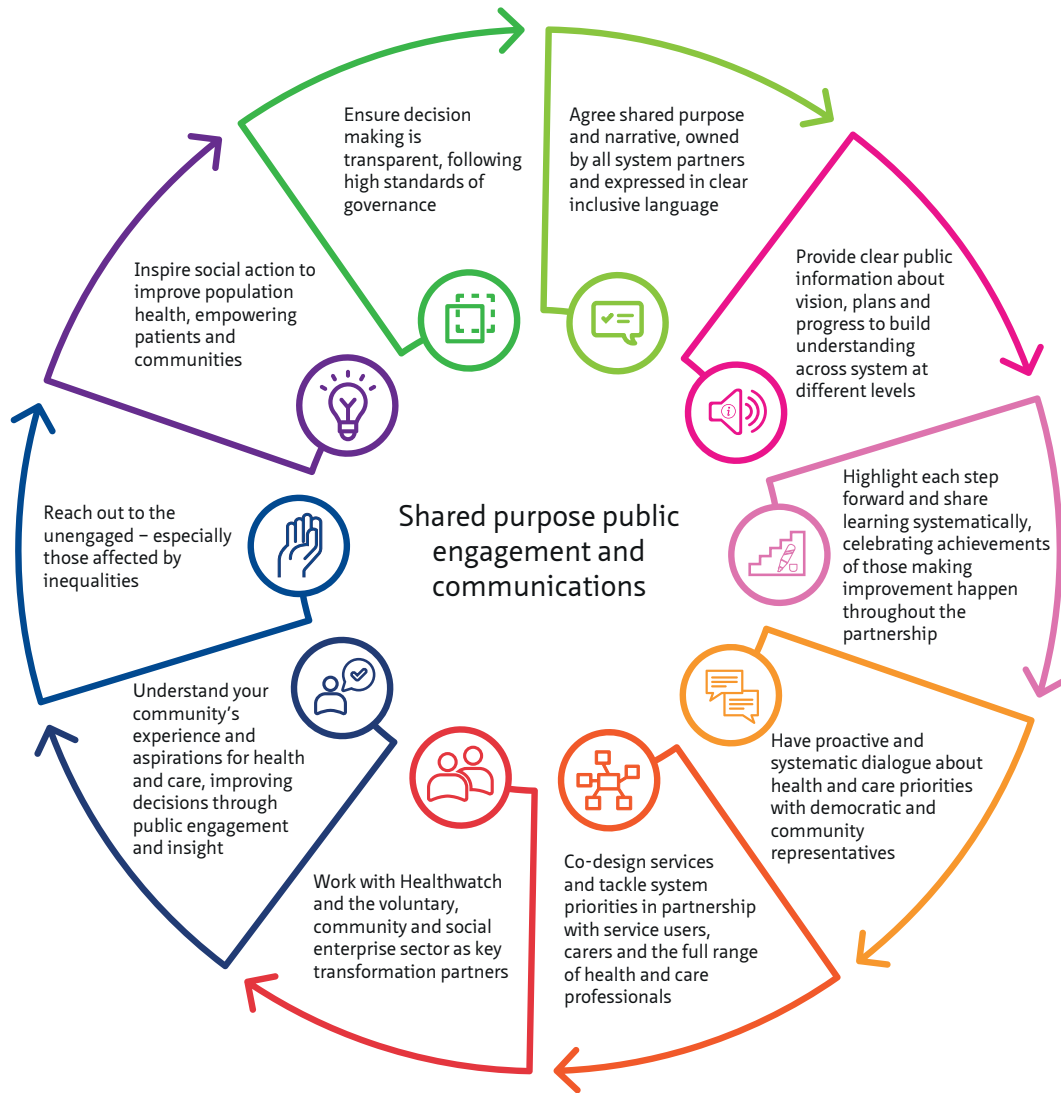 Shared purpose public
engagement and
communications
Agree shared purpose
and narrative, owned
by all system partners
and expressed in clear
inclusive language
Provide clear public
information about
vision, plans and
progress to build
understanding
across system at
different levels
Highlight each step
forward and share
learning systematically,
celebrating achievements
of those making
improvement happen
throughout the
partnership
Have proactive and
systematic dialogue about
health and care priorities
with democratic and
community
representatives
Co-design services
and tackle system
priorities in partnership
with service users,
carers and the full range
of health and care
professionals
Work with Healthwatch
and the voluntary,
community and social
enterprise sector as key
transformation partners
Understand your
community’s
experience and
aspirations for health
and care, improving
decisions through
public engagement
and insight
Reach out to the
unengaged – especially
those affected by
inequalities
Inspire social action to
improve population
health, empowering
patients and
communities
Ensure decision
making is
transparent, following
high standards of
governance
i